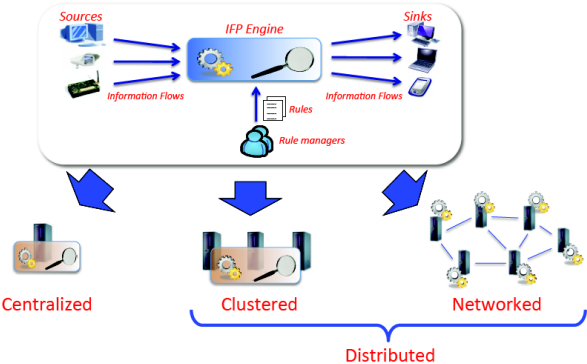 Sources
IFP Engine
Sinks
Information Flows
Information Flows
Rules
Rule managers
Centralized
Clustered
Networked
Distributed